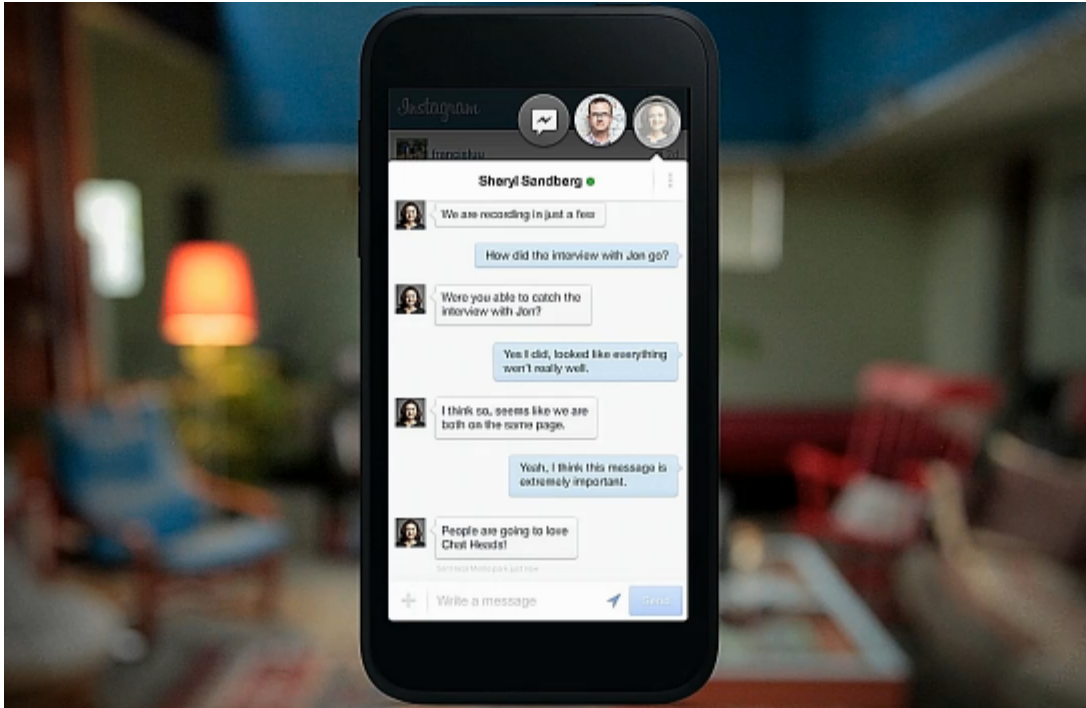 Instagram
Sheryl Sandberg
We are recording in just a few
How did the interview with Jon go?
Were you able to catch the
interview with Jon?
Yes I did, looked like everything
went really well.
I think so, seems like we are
both on the same page.
Yeah, I think this message is
extremely important.
People are going to love
Chat Heads!
just now
Write a message
Send